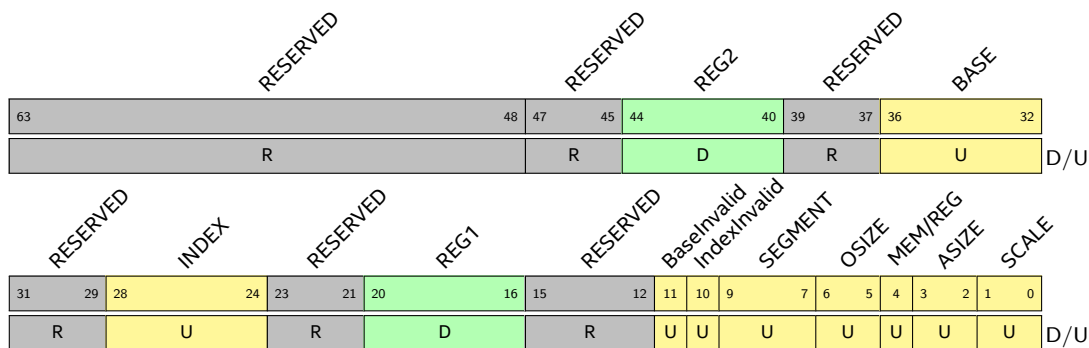 RESERVED RESERVED REG2 RESERVED BASE
63 48 47 45 44 40 39 37 36 32
R R D R U D/U
RESERVED INDEX RESERVED REG1 RESERVED BaseInvalid IndexInvalid SEGMENT OSIZE MEM/REG ASIZE SCALE
31 29 28 24 23 21 20 16 15 12 11 10 9 7 6 5 4 3 2 1 0
R U R D R U U U U U U U D/U